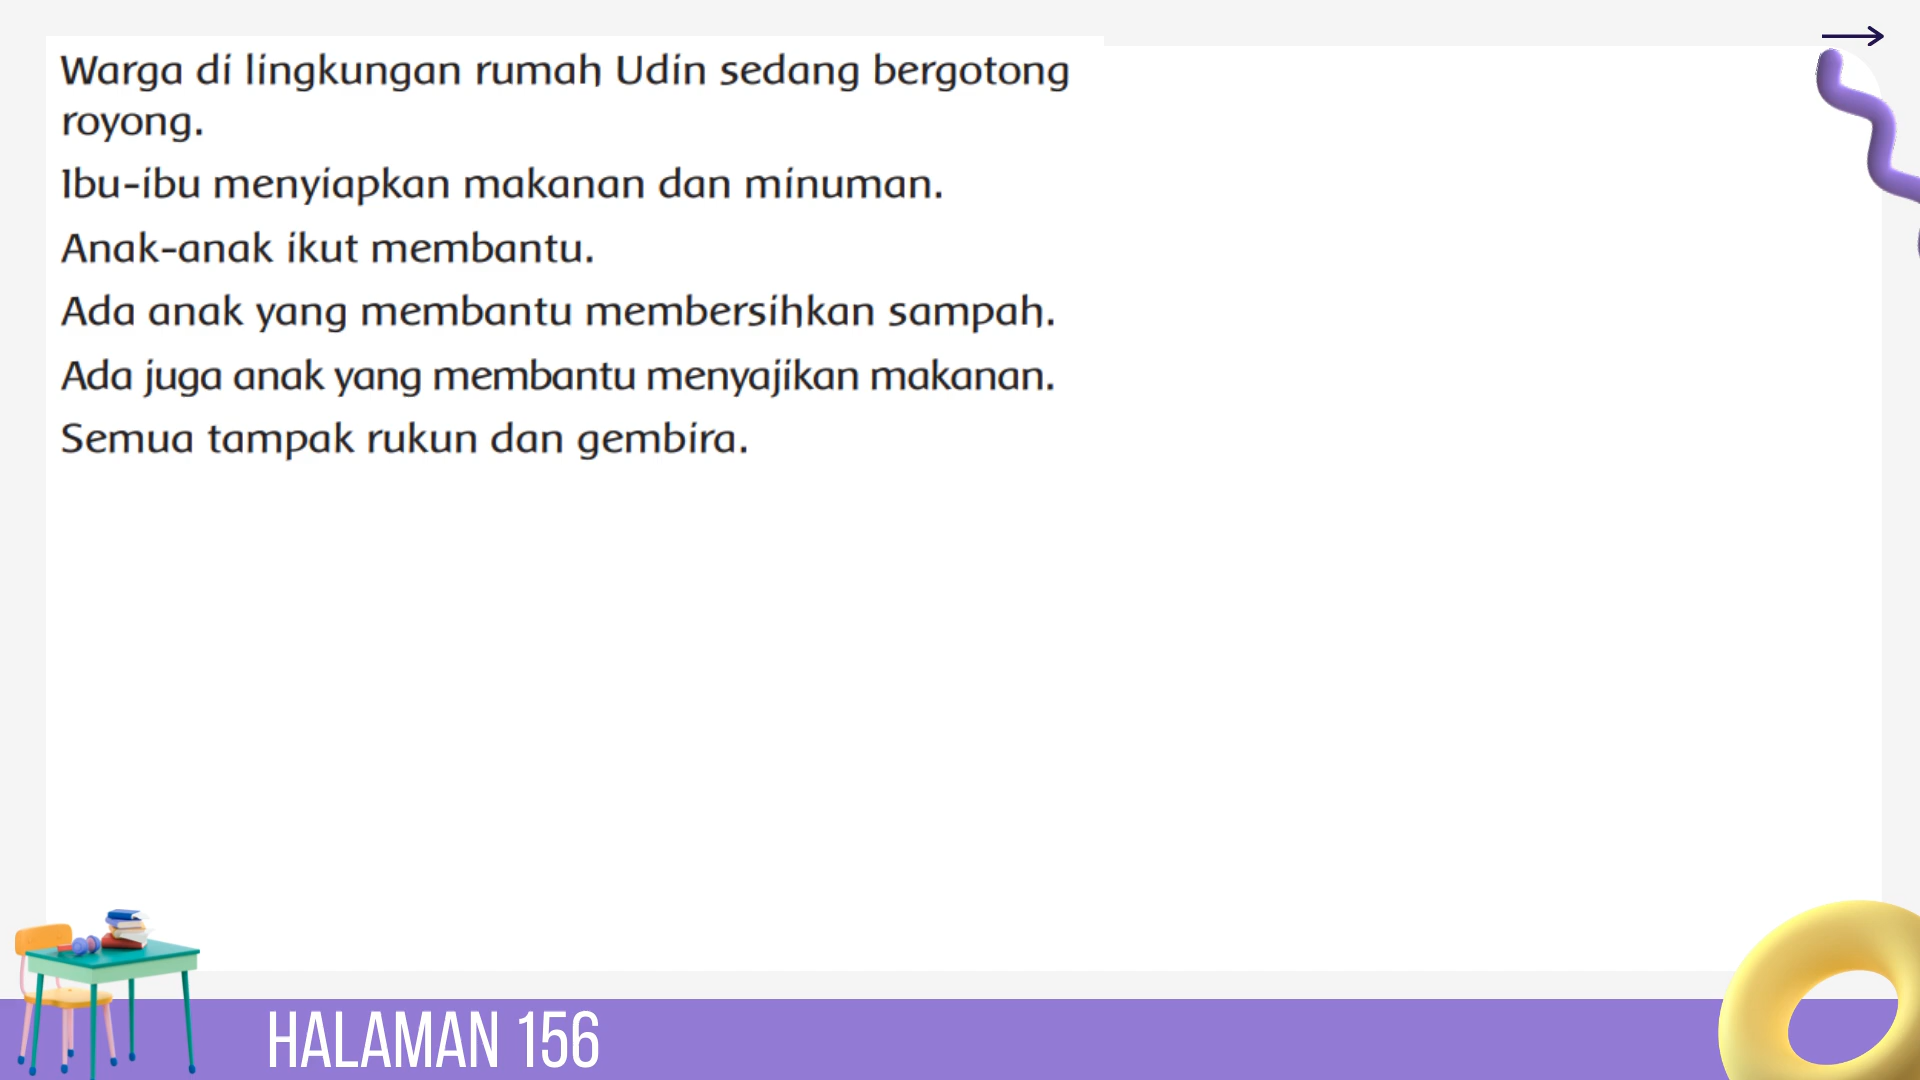 Warga di lingkungan rumah Udin sedang bergotong
royong.
Ibu-ibu menyiapkan makanan dan minuman.
Anak-anak ikut membantu.
Ada anak yang membantu membersihkan sampah.
Ada juga anak yang membantu menyajikan makanan.
Semua tampak rukun dan gembira.
HALAMAN 156